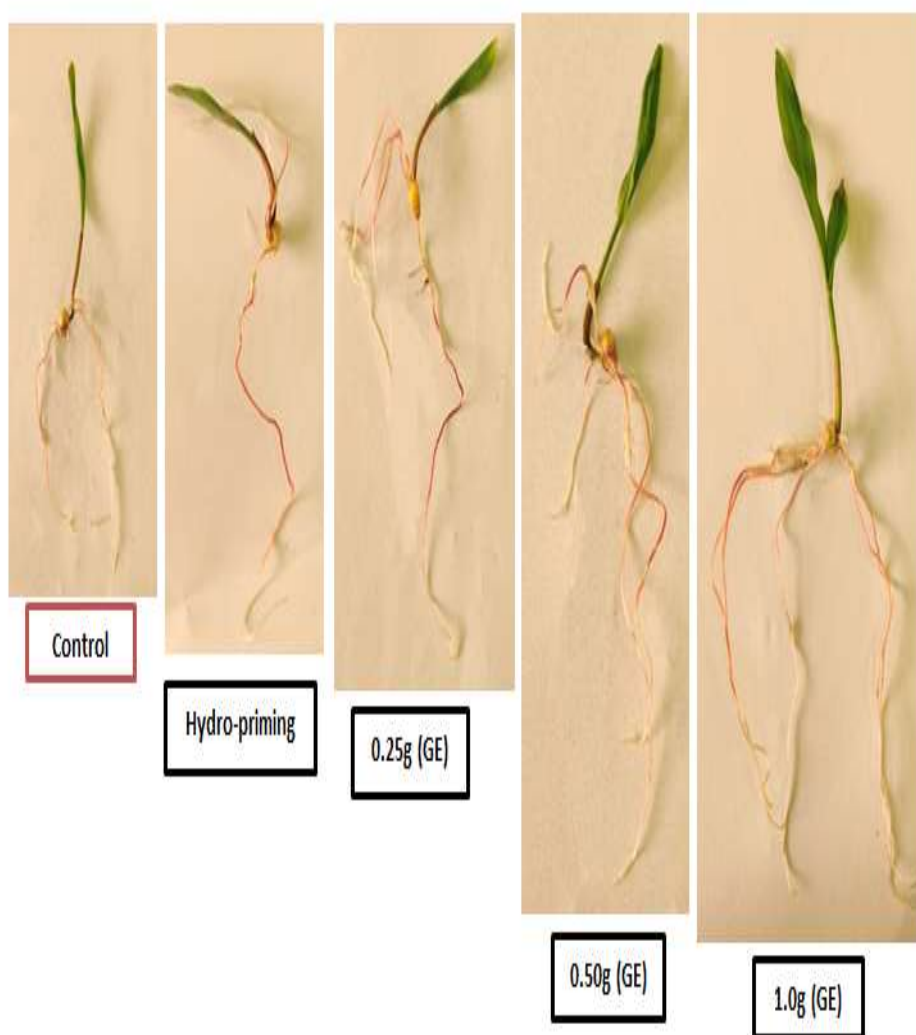 Control
Hydro-priming
0.25g (GE)
0.50g (GE)
1.0g (GE)